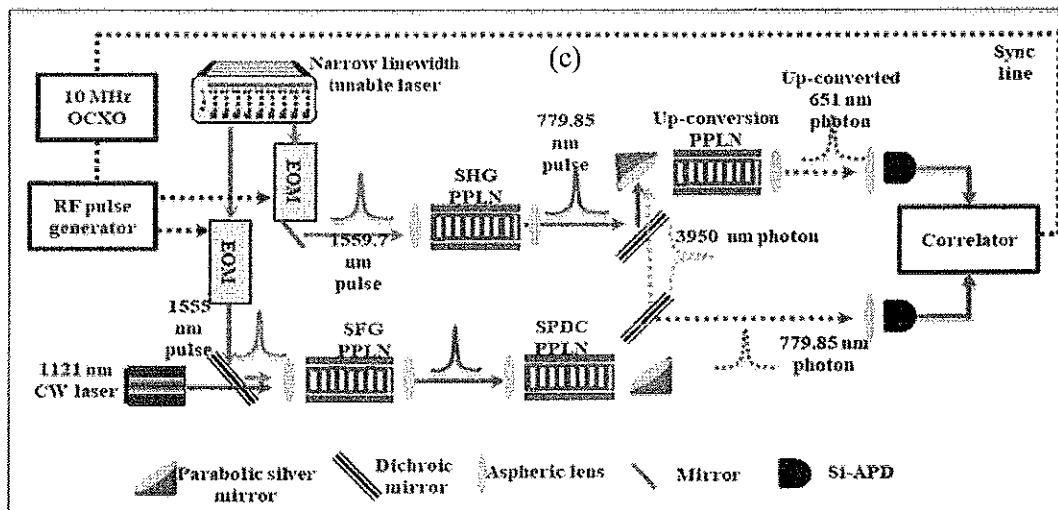 (c)
Sync
line
10 MHz
OCXO
Narrow linewidth
tunable laser
Up-converted
651 nm
photon
779.85
nm
pulse
Up-conversion
PPLN
EOM
SHG
PPLN
RF pulse
generator
EOM
1559.7
nm
pulse
3950 nm photon
Correlator
1555
nm
pulse
SFG
PPLN
SPDC
PPLN
779.85 nm
photon
1121 nm
CW laser
Parabolic silver
mirror
Dichroic
mirror
Aspheric lens
Mirror
Si-APD